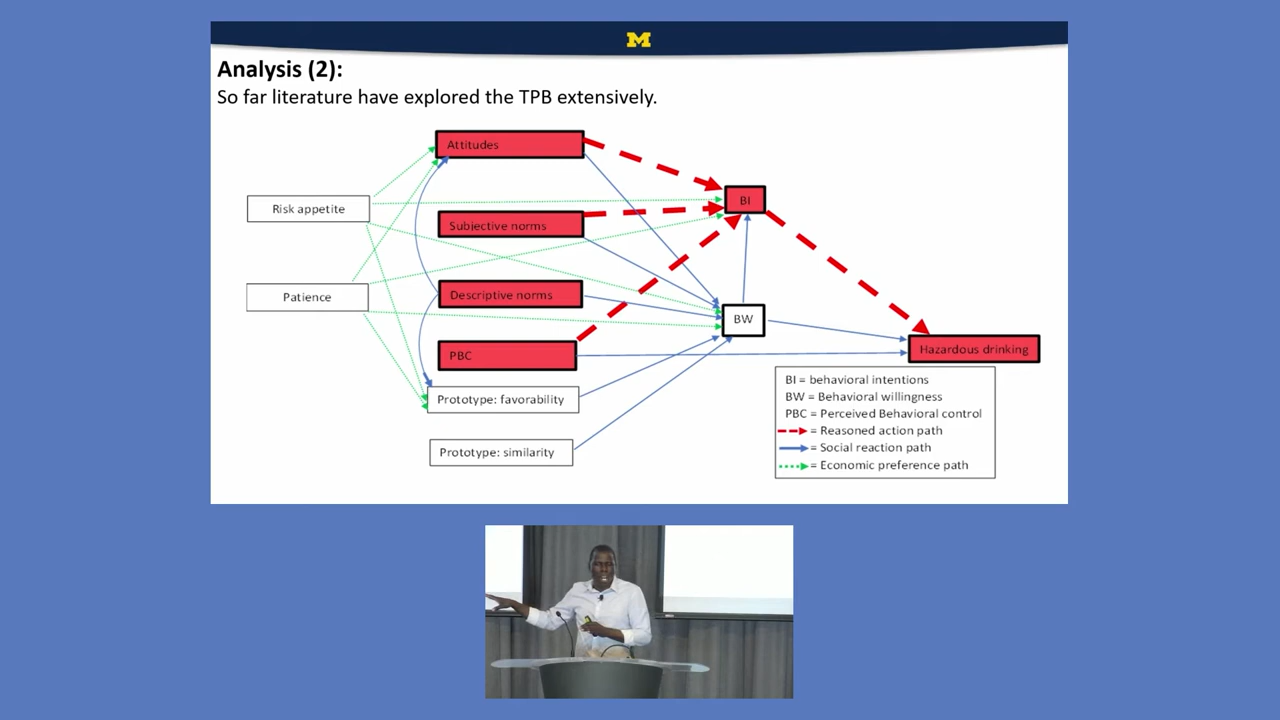 M
Analysis (2):
So far literature have explored the TPB extensively.
Attitudes
Risk appetite
BI
Subjective norms
Patience
Descriptive norms
BW
PBC
Hazardous drinking
Prototype: favorability
Prototype: similarity
BI = behavioral intentions
BW = Behavioral willingness
PBC = Perceived Behavioral control
= Reasoned action path
= Social reaction path
= Economic preference path